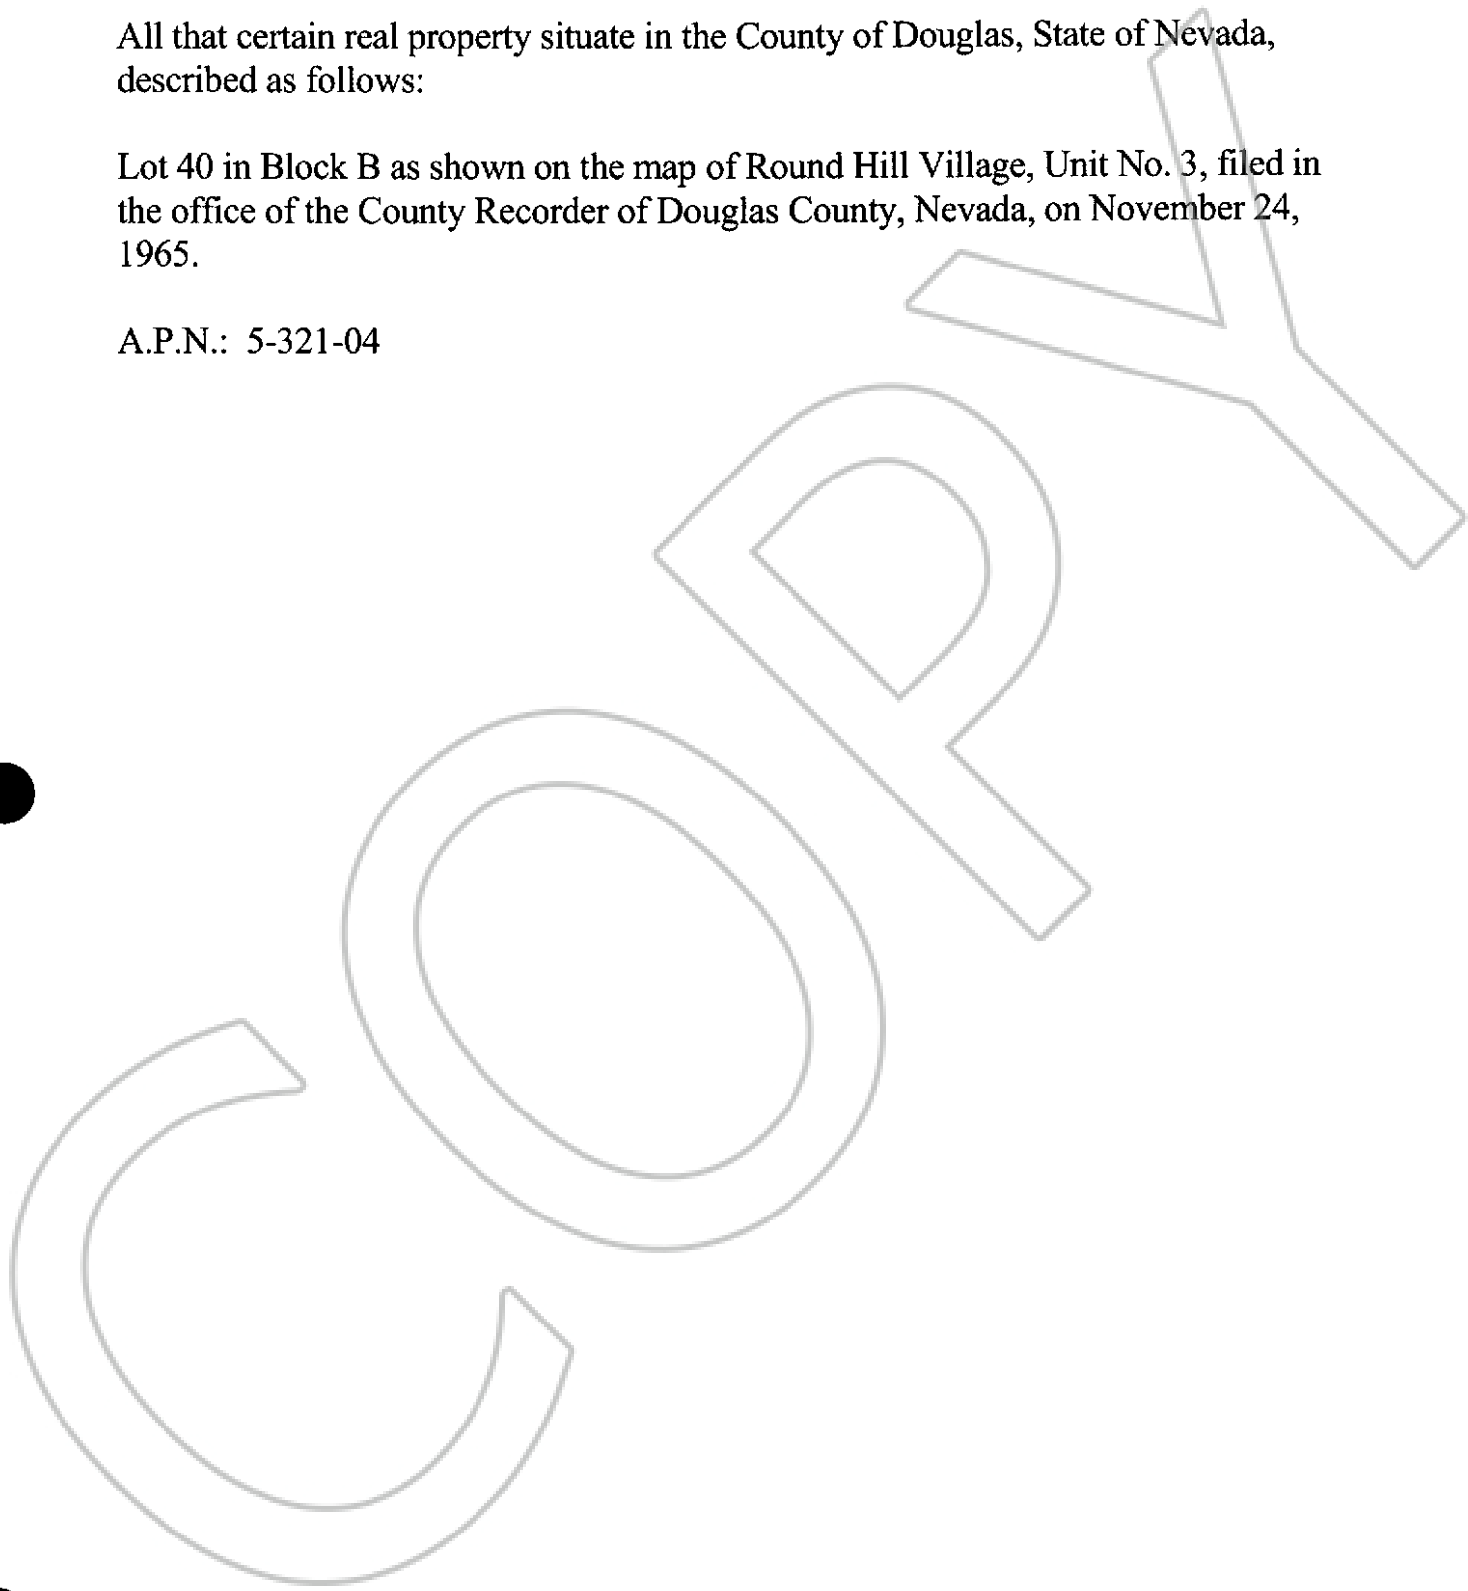 All that certain real property situate in the County of Douglas, State of Nevada,
described as follows:
Lot 40 in Block B as shown on the map of Round Hill Village, Unit No. 3, filed in
the office of the County Recorder of Douglas County, Nevada, on November 24,
1965.
A.P.N.: 5-321-04
COPY